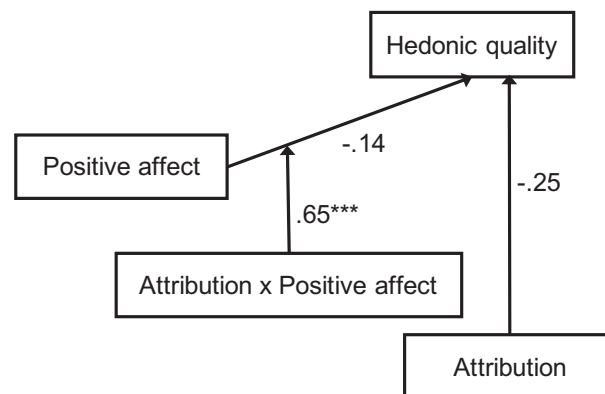 Hedonic quality
-.14
Positive affect
-.25
.65***
Attribution x Positive affect
Attribution